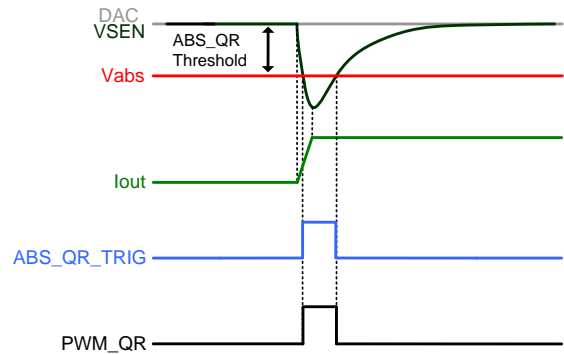 DAC
VSEN
ABS_QR
Threshold
Vabs
Iout
ABS_QR_TRIG
PWM_QR